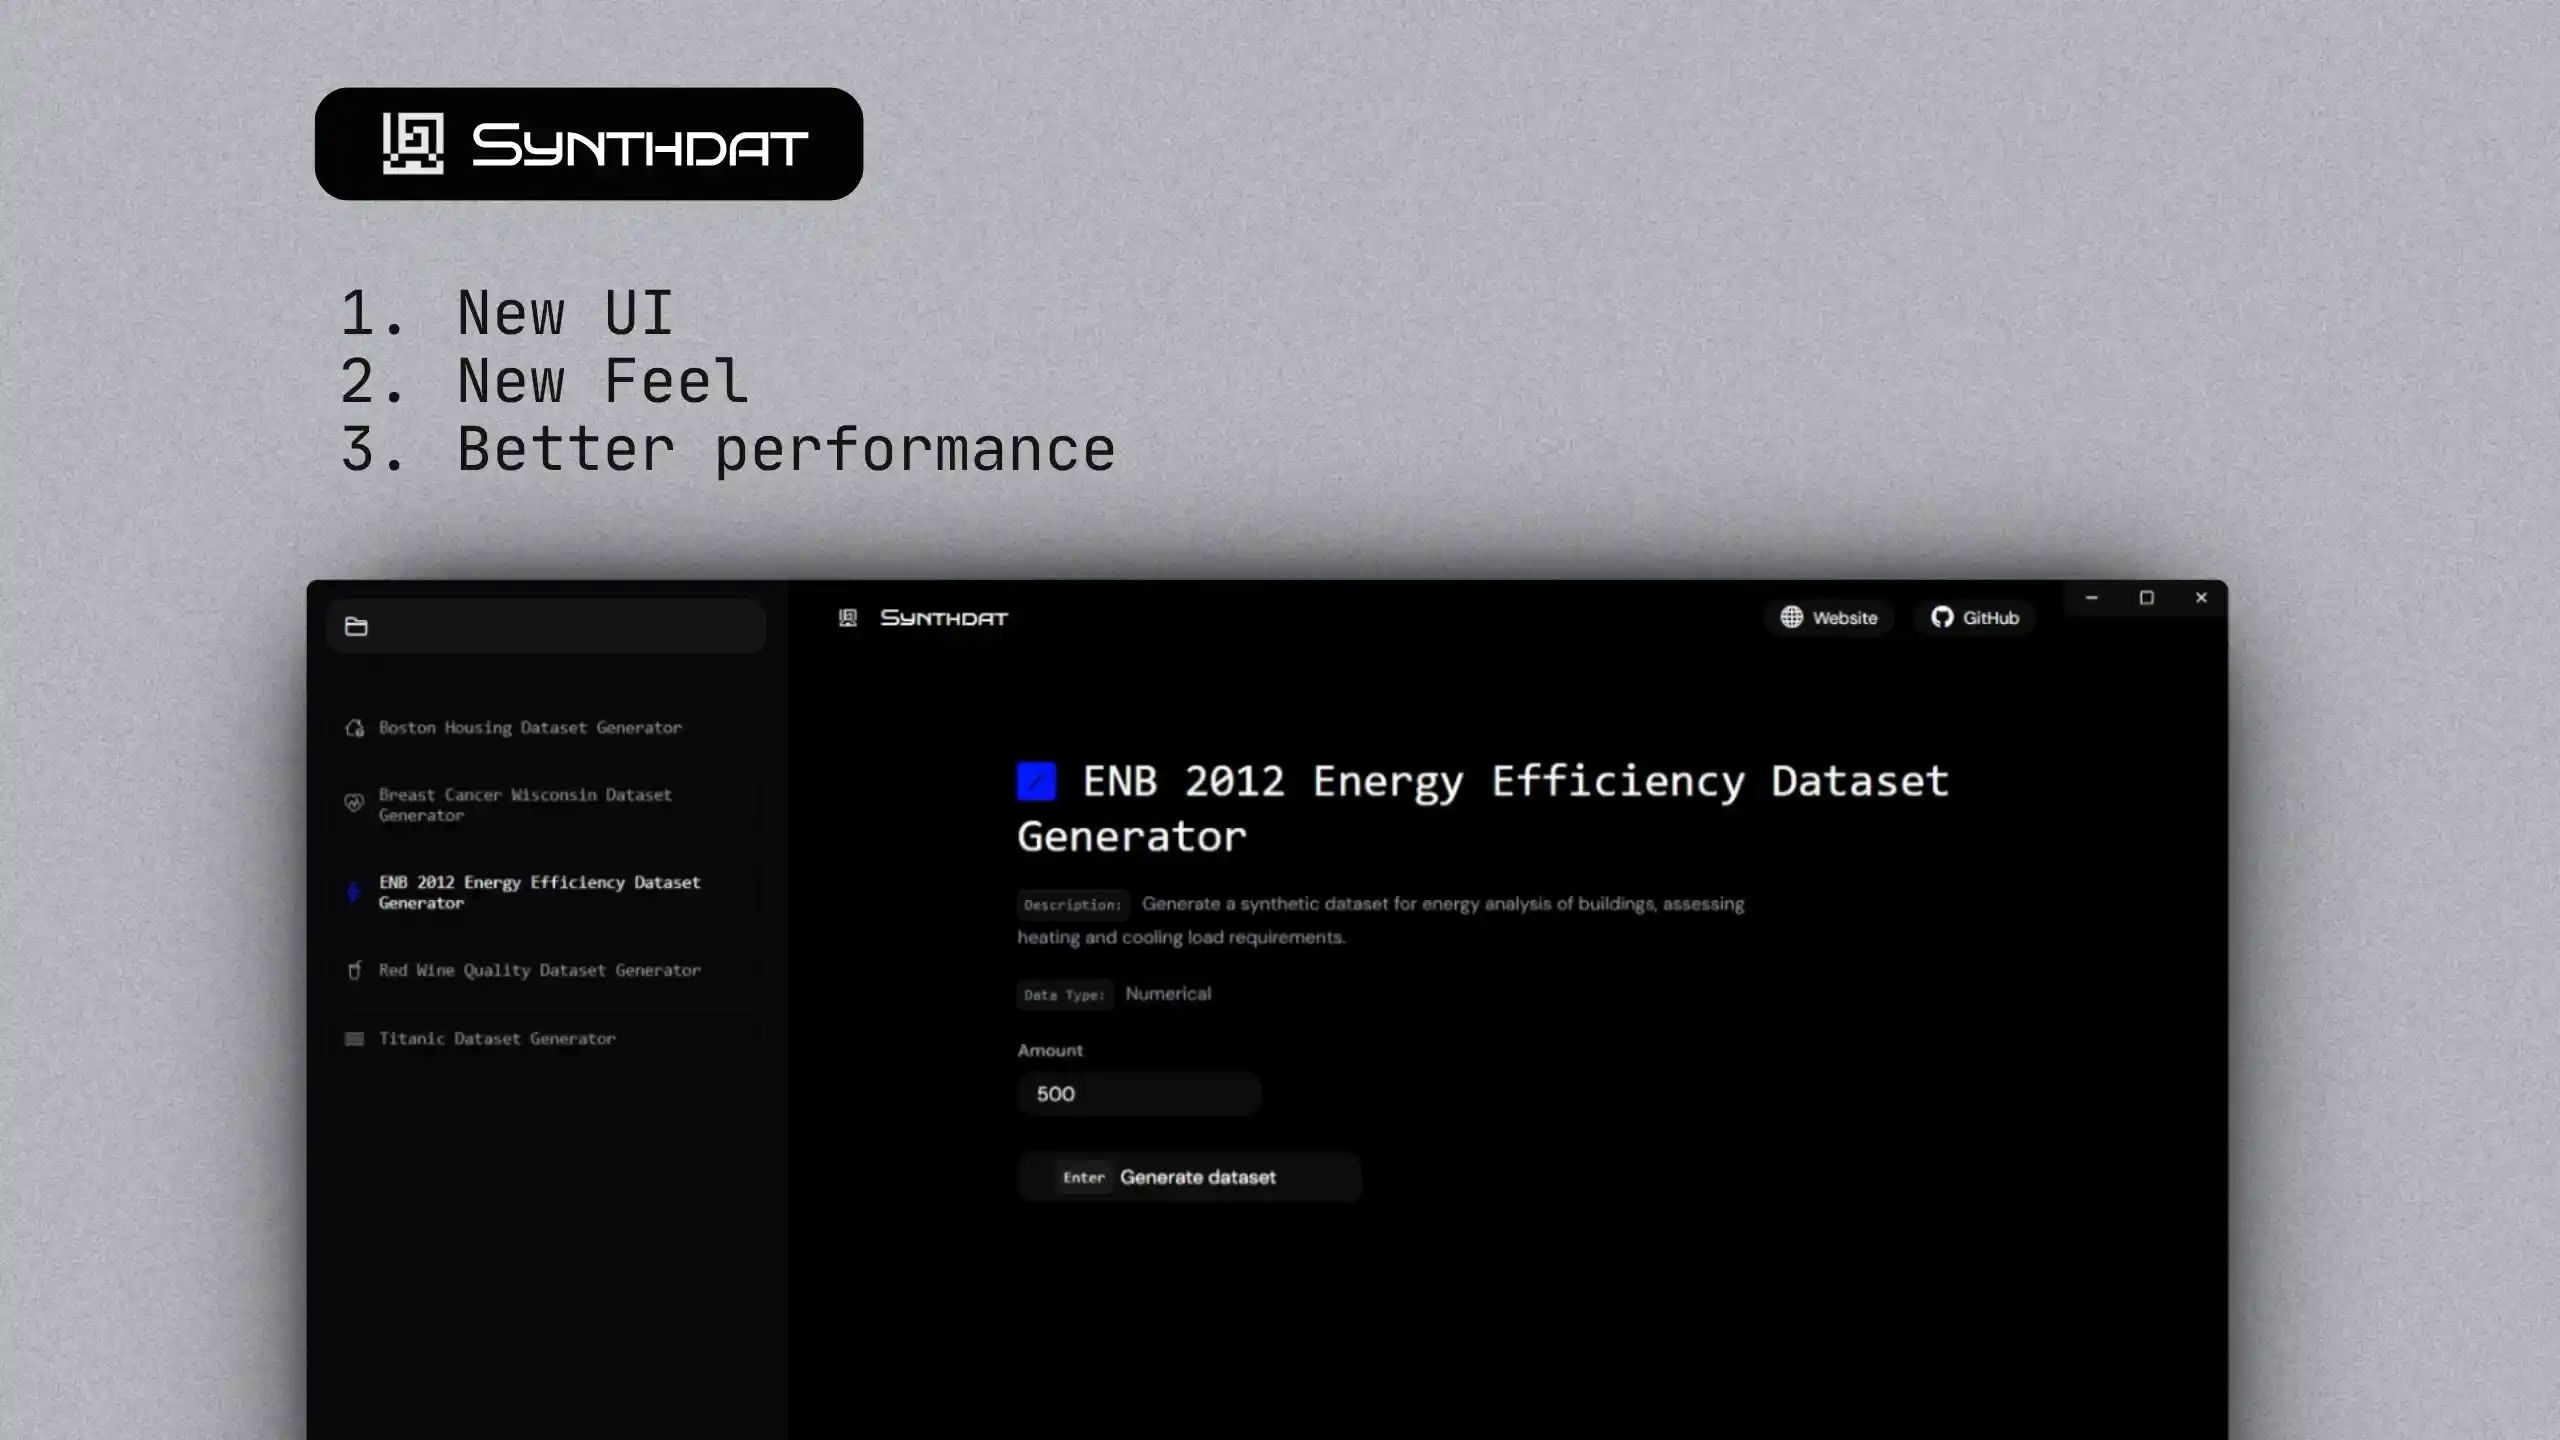 SYNTHDAT
1. New UI
2. New Feel
3. Better performance
SYNTHDAT
Website
GitHub
Boston Housing Dataset Generator
Breast Cancer Wisconsin Dataset
Generator
ENB 2012 Energy Efficiency Dataset
Generator
Red Wine Quality Dataset Generator
Titanic Dataset Generator
ENB 2012 Energy Efficiency Dataset
Generator
Description: Generate a synthetic dataset for energy analysis of buildings, assessing
heating and cooling load requirements.
Data Type: Numerical
Amount
500
Enter Generate dataset